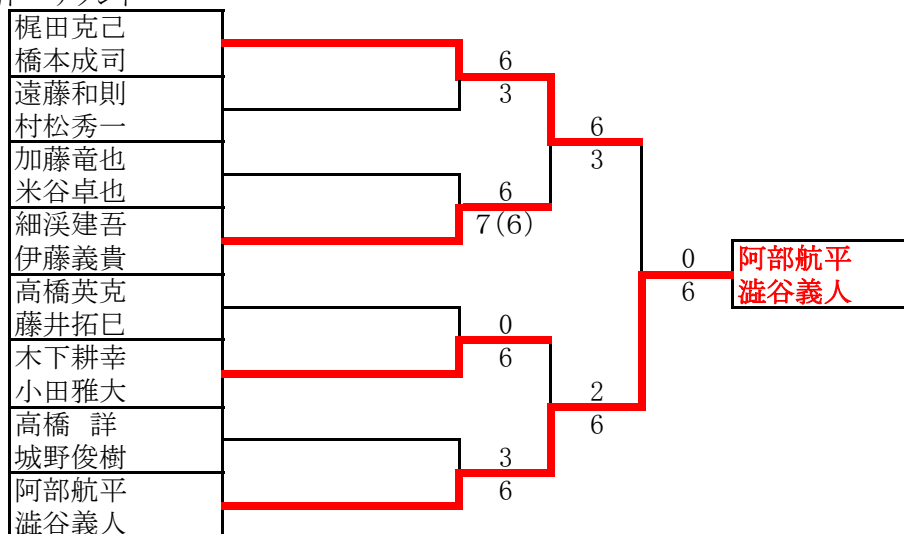 梶田克己
橋本成司
遠藤和則
村松秀一
加藤竜也
米谷卓也
細渓建吾
伊藤義貴
高橋英克
藤井拓巳
木下耕幸
小田雅大
高橋 詳
城野俊樹
阿部航平
澁谷義人
6
3
6
7(6)
0
6
3
6
6
3
2
6
0
6
阿部航平
澁谷義人